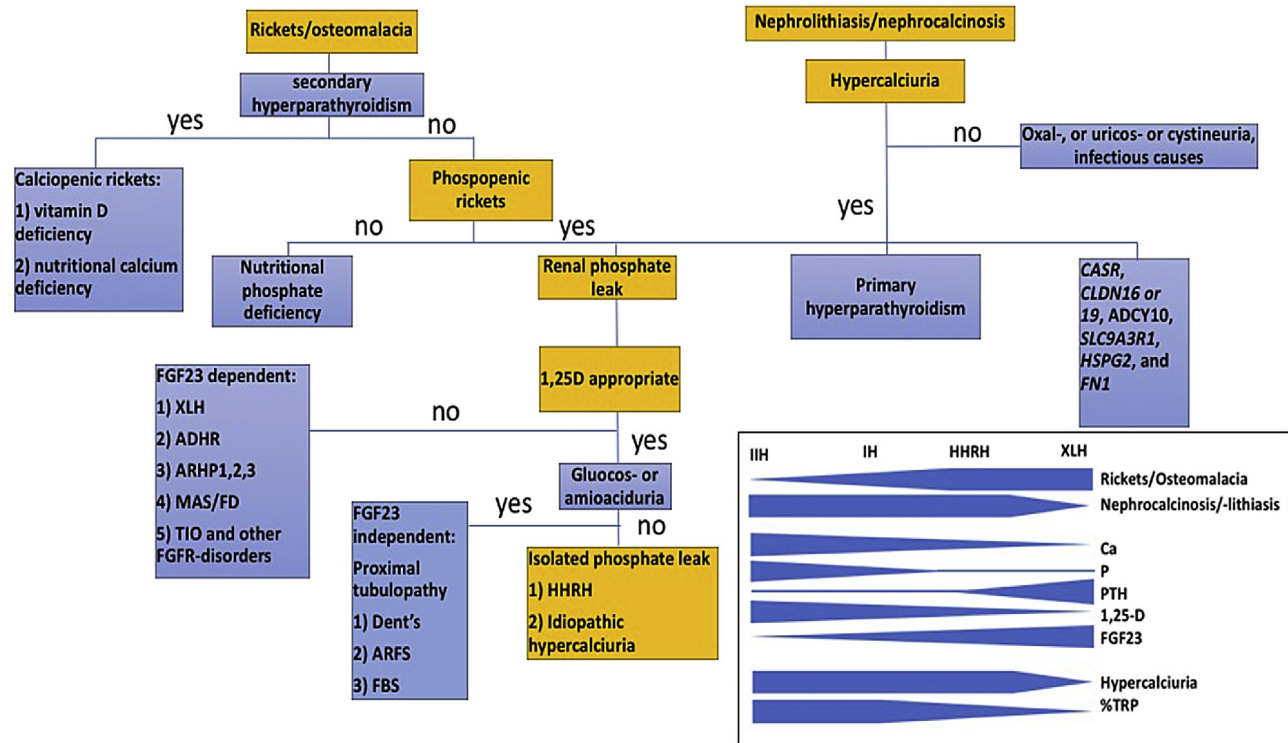 Rickets/osteomalacia
secondary
hyperparathyroidism
yes
no
Calciopenic rickets:
1) vitamin D
deficiency
2) nutritional calcium
deficiency
Phospopenic
rickets
no
yes
Nutritional
phosphate
deficiency
Renal phosphate
leak
1,25D appropriate
no
yes
FGF23 dependent:
1) XLH
2) ADHR
3) ARHP1,2,3
4) MAS/FD
5) TIO and other
FGFR-disorders
Gluocos- or
amioaciduria
yes
no
FGF23
independent:
Proximal
tubulopathy
1) Dent's
2) ARFS
3) FBS
Isolated phosphate leak
1) HHRH
2) Idiopathic
hypercalciuria
Nephrolithiasis/nephrocalcinosis
Hypercalciuria
no
Oxal-, or uricos- or cystineuria,
infectious causes
yes
Primary
hyperparathyroidism
CASR,
CLDN16 or
19, ADCY10,
SLC9A3R1,
HSPG2, and
FN1
IIH IH HHRH XLH
Rickets/Osteomalacia
Nephrocalcinosis/-lithiasis
Ca
P
PTH
1,25-D
FGF23
Hypercalciuria
%TRP